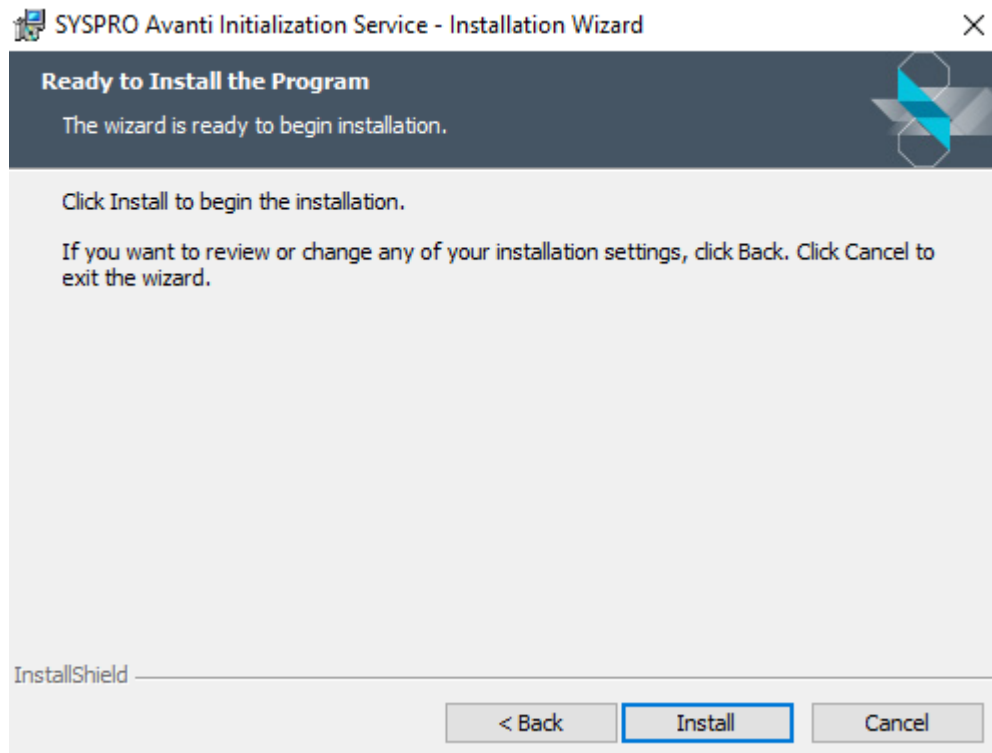 SYSPRO Avanti Initialization Service - Installation Wizard
Ready to Install the Program
The wizard is ready to begin installation.
Click Install to begin the installation.
If you want to review or change any of your installation settings, click Back. Click Cancel to
exit the wizard.
InstallShield
< Back
Install
Cancel